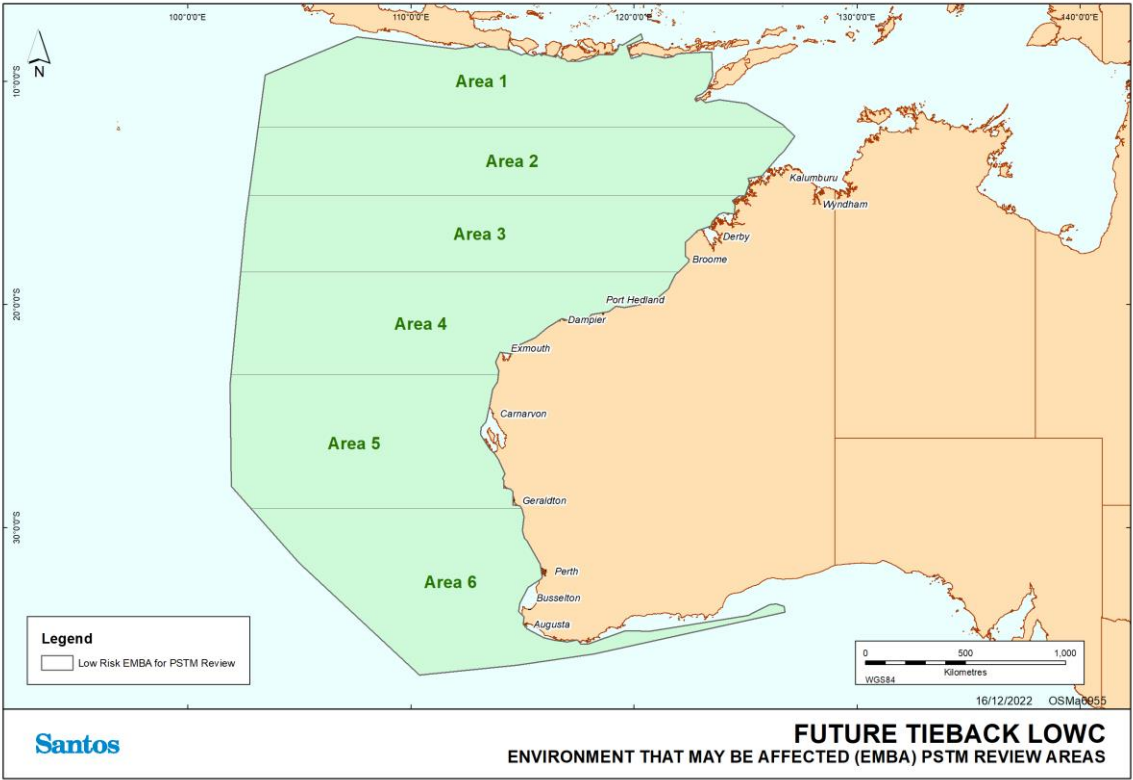 100°0'0"E
110°0'0"E
120°0'0"E
130°0'0"E
140°0'0"E
N
10°0'0"S
Area 1
Area 2
Kalumburu
Wyndham
Area 3
Derby
Broome
20°0'0"S
Port Hedland
Area 4
Dampier
Exmouth
Carnarvon
Area 5
Geraldton
30°0'0"S
Perth
Area 6
Busselton
Augusta
Legend
Low Risk EMBA for PSTM Review
0 500 1,000
Kilometres
WGS84
16/12/2022 OSMa6955
Santos
FUTURE TIEBACK LOWC
ENVIRONMENT THAT MAY BE AFFECTED (EMBA) PSTM REVIEW AREAS